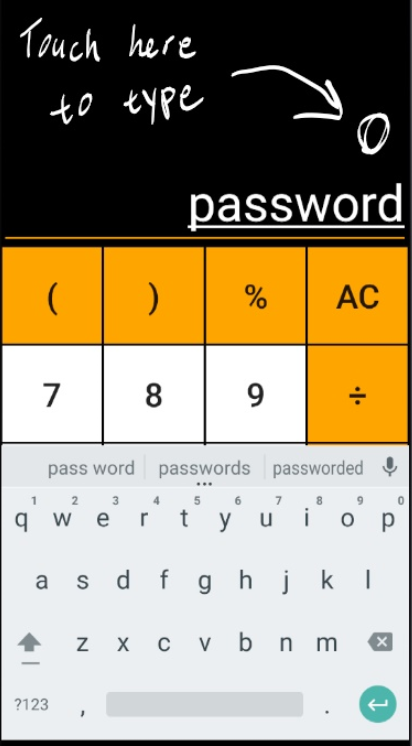 Touch here
to type
0
password
( ) % AC
7 8 9 ÷
pass word passwords passworded
1 2 3 4 5 6 7 8 9 0
q w e r t y u i o p
a s d f g h j k l
z x c v b n m
?123 , .